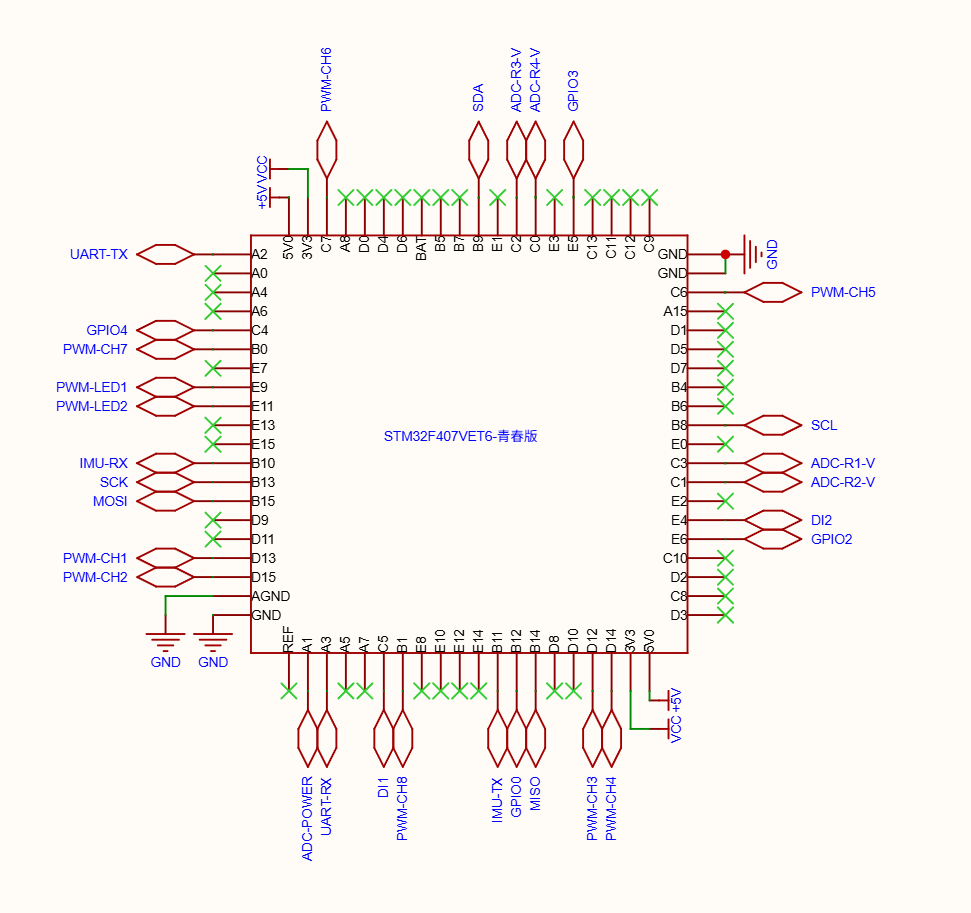 PWM-CH6
SDA
ADC-R3-V
ADC-R4-V
GPIO3
VCC
+5V
5V0
3V3
C7
A8
D0
D4
D6
BAT
B5
B7
B9
E1
C2
C0
E3
E5
C13
C11
C12
C9
UART-TX A2
A0
A4
A6
GPIO4 C4
PWM-CH7 B0
E7
PWM-LED1 E9
PWM-LED2 E11
E13
E15
IMU-RX B10
SCK B13
MOSI B15
D9
D11
PWM-CH1 D13
PWM-CH2 D15
AGND
GND
GND
GND
STM32F407VET6-青春版
GND
GND
GND
C6 PWM-CH5
A15
D1
D5
D7
B4
B6
B8 SCL
E0
C3 ADC-R1-V
C1 ADC-R2-V
E2
E4 DI2
E6 GPIO2
C10
D2
C8
D3
REF
A1
A3
A5
A7
C5
B1
E8
E10
E12
E14
B11
B12
B14
D8
D10
D12
D14
3V3
5V0
+5V
VCC
ADC-POWER
UART-RX
DI1
PWM-CH8
IMU-TX
GPIO0
MISO
PWM-CH3
PWM-CH4